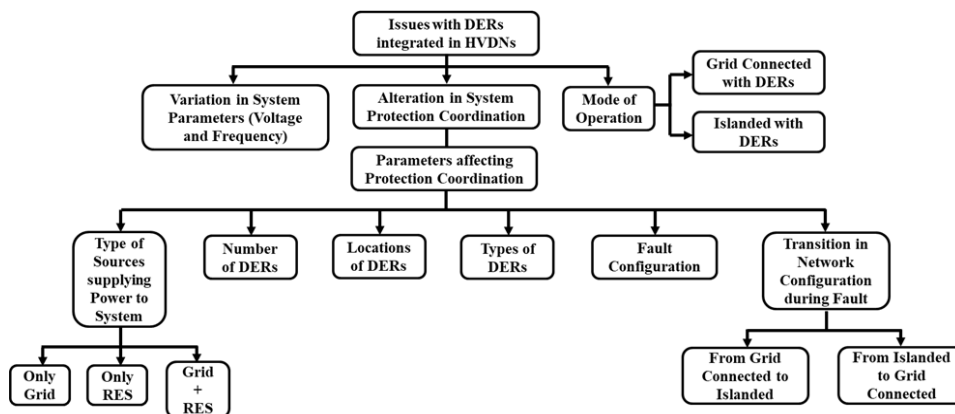 Issues with DERs
integrated in HVDNs
Grid Connected
with DERs
Variation in System
Parameters (Voltage
and Frequency)
Alteration in System
Protection Coordination
Mode of
Operation
Islanded with
DERs
Parameters affecting
Protection Coordination
Type of
Sources
supplying
Power to
System
Number
of DERs
Locations
of DERs
Types of
DERs
Fault
Configuration
Transition in
Network
Configuration
during Fault
Only
Grid
Only
RES
Grid
+
RES
From Grid
Connected to
Islanded
From Islanded
to Grid
Connected